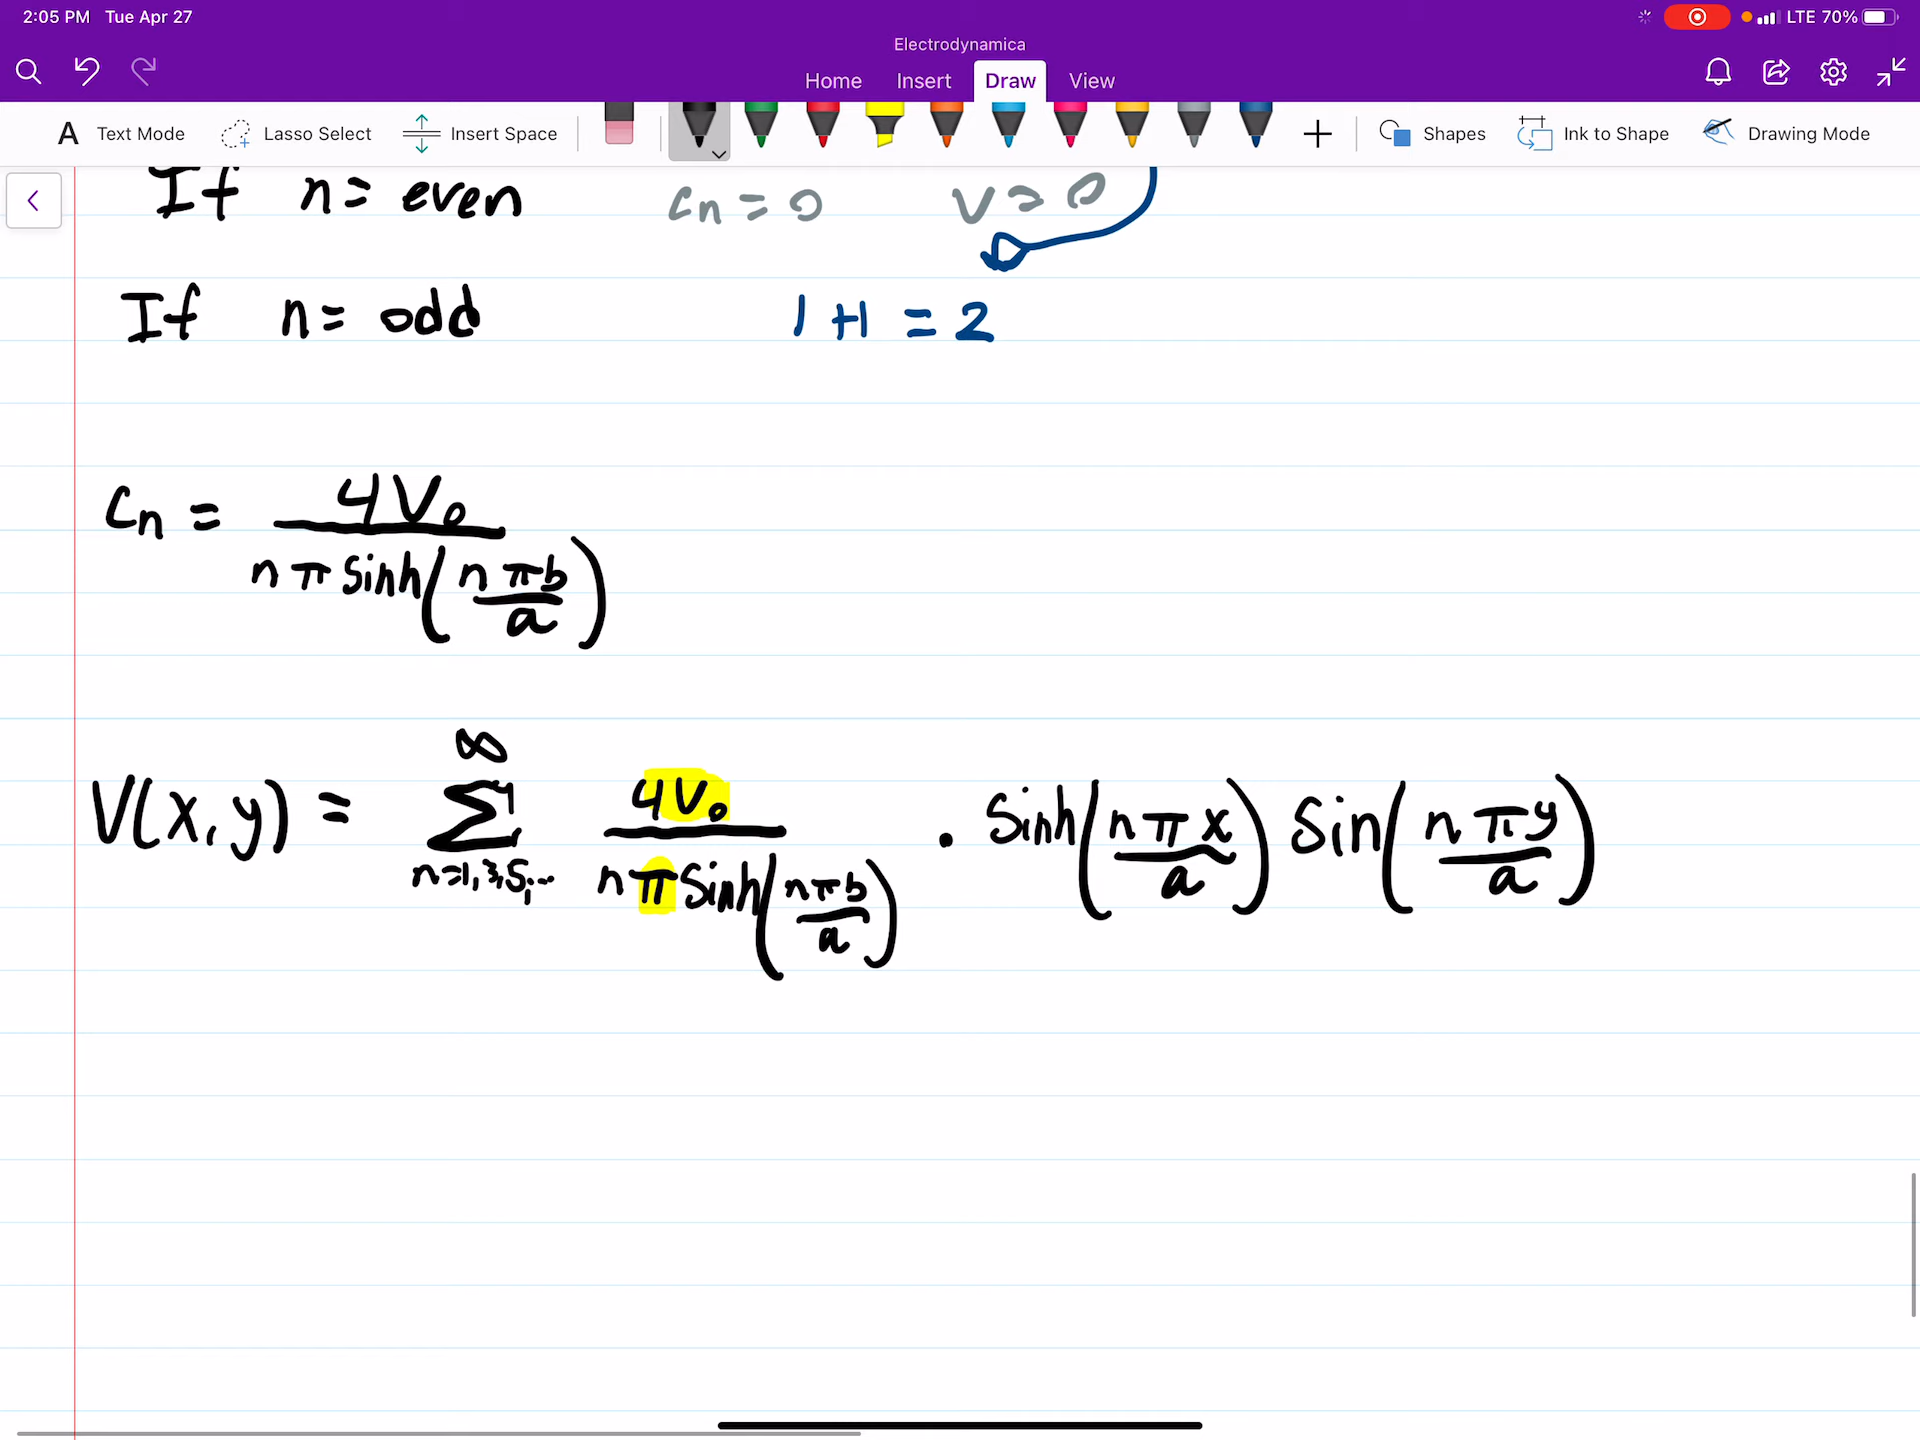 2:05 PM Tue Apr 27 LTE 70%
Electrodynamica
Home Insert Draw View
A Text Mode Lasso Select Insert Space Shapes Ink to Shape Drawing Mode
If n = even Cn = 0 V = 0
If n = odd 1 + 1 = 2
Cn = 4V₀ / nπ sinh(nπb/a)
V(x,y) = ∞ Σ n=1,3,5,... 4V₀ / nπ sinh(nπb/a) · sinh(nπx/a) sin(nπy/a)